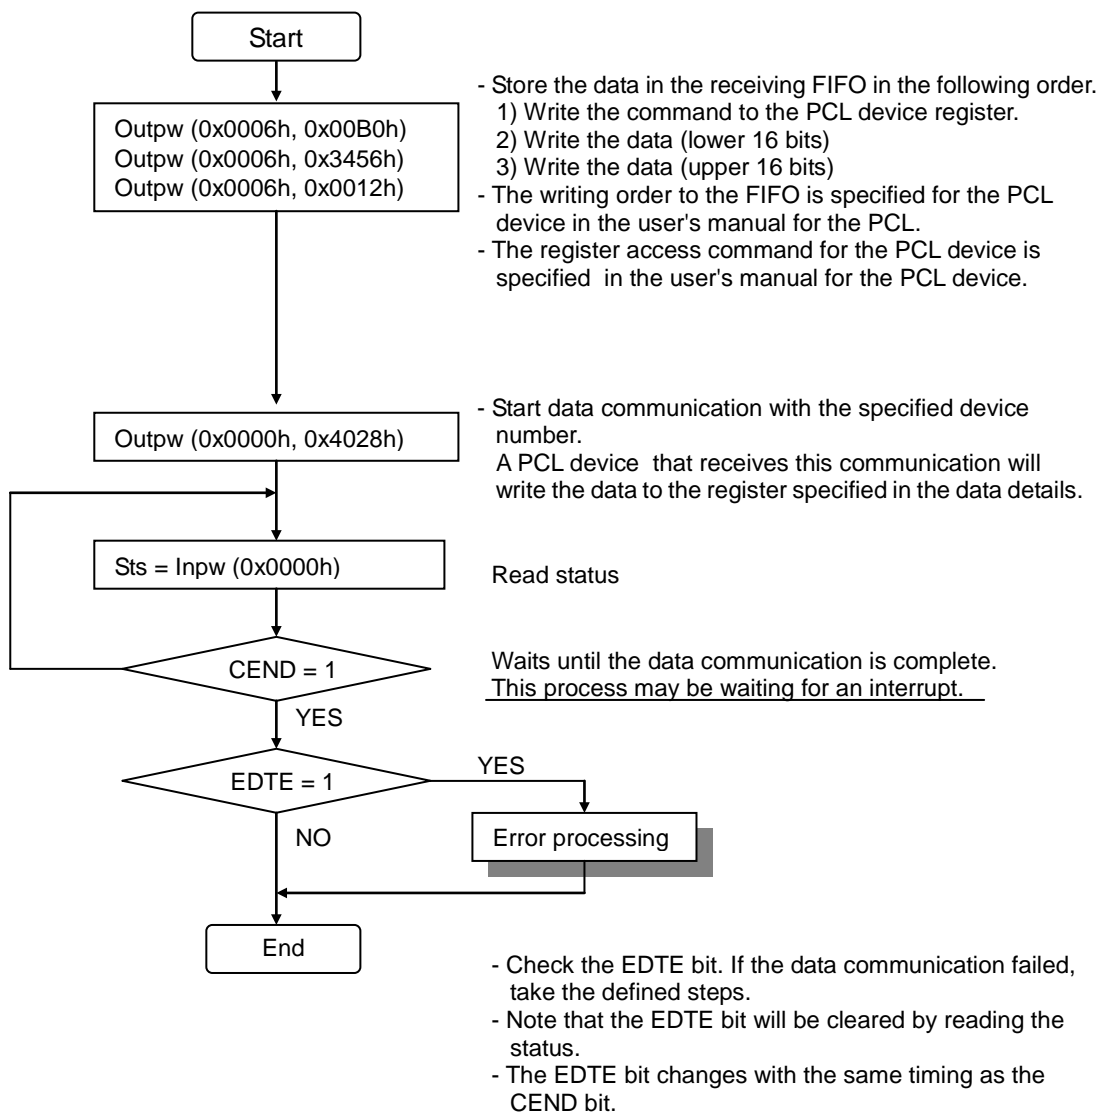 Start
- Store the data in the receiving FIFO in the following order.
1) Write the command to the PCL device register.
2) Write the data (lower 16 bits)
3) Write the data (upper 16 bits)
- The writing order to the FIFO is specified for the PCL
device in the user's manual for the PCL.
- The register access command for the PCL device is
specified  in the user's manual for the PCL device.
Outpw (0x0006h, 0x00B0h)
Outpw (0x0006h, 0x3456h)
Outpw (0x0006h, 0x0012h)
Outpw (0x0000h, 0x4028h)
- Start data communication with the specified device
number.
A PCL device  that receives this communication will
write the data to the register specified in the data details.
Sts = Inpw (0x0000h)
Read status
CEND = 1
Waits until the data communication is complete.
This process may be waiting for an interrupt.
YES
EDTE = 1
YES
NO
Error processing
End
- Check the EDTE bit. If the data communication failed,
take the defined steps.
- Note that the EDTE bit will be cleared by reading the
status.
- The EDTE bit changes with the same timing as the
CEND bit.